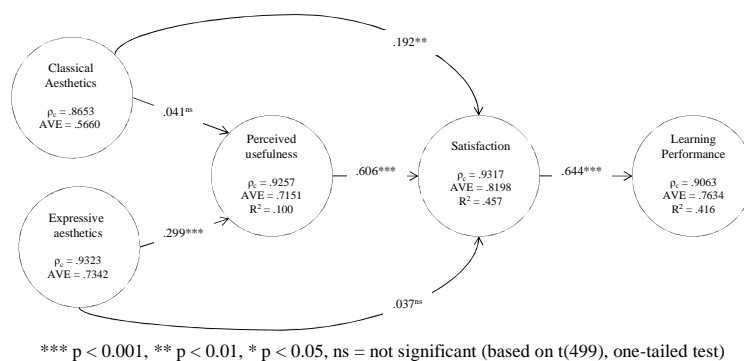 .192**
Classical
Aesthetics
ρc = .8653
AVE = .5660
.041ns
Perceived
usefulness
ρc = .9257
AVE = .7151
R2 = .100
.606***
Satisfaction
ρc = .9317
AVE = .8198
R2 = .457
.644***
Learning
Performance
ρc = .9063
AVE = .7634
R2 = .416
Expressive
aesthetics
ρc = .9323
AVE = .7342
.299***
.037ns
*** p < 0.001, ** p < 0.01, * p < 0.05, ns = not significant (based on t(499), one-tailed test)